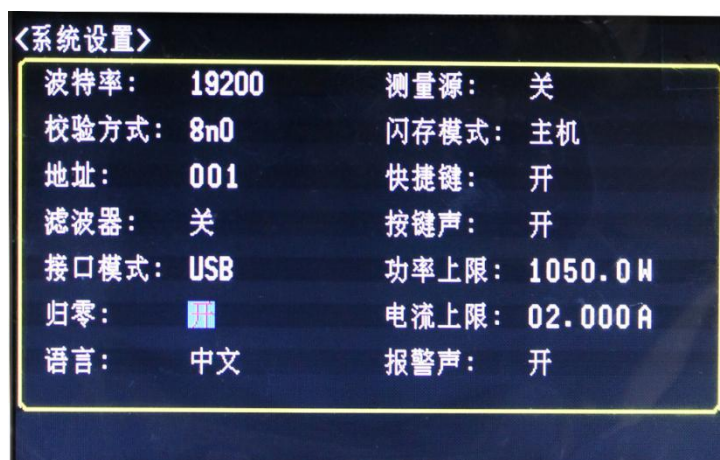 <系统设置>
波特率： 19200 测量源： 关
校验方式： 8n0 闪存模式： 主机
地址： 001 快捷键： 开
滤波器： 关 按键声： 开
接口模式： USB 功率上限： 1050.0W
归零： 开 电流上限： 02.000A
语言： 中文 报警声： 开